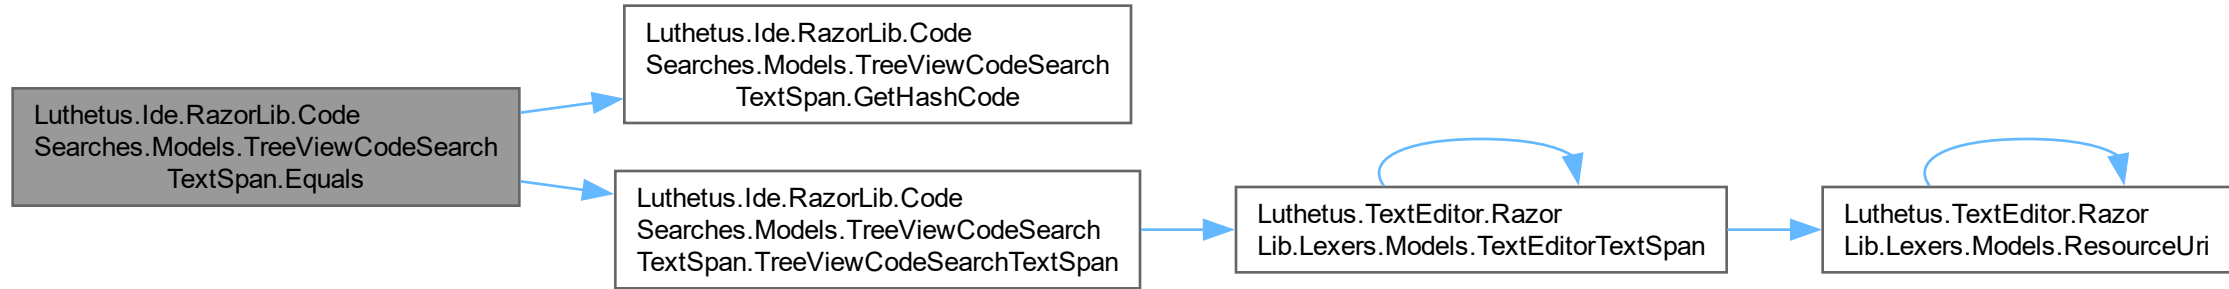 Luthetus.Ide.RazorLib.Code
Searches.Models.TreeViewCodeSearch
TextSpan.Equals
Luthetus.Ide.RazorLib.Code
Searches.Models.TreeViewCodeSearch
TextSpan.GetHashCode
Luthetus.Ide.RazorLib.Code
Searches.Models.TreeViewCodeSearch
TextSpan.TreeViewCodeSearchTextSpan
Luthetus.TextEditor.Razor
Lib.Lexers.Models.TextEditorTextSpan
Luthetus.TextEditor.Razor
Lib.Lexers.Models.ResourceUri